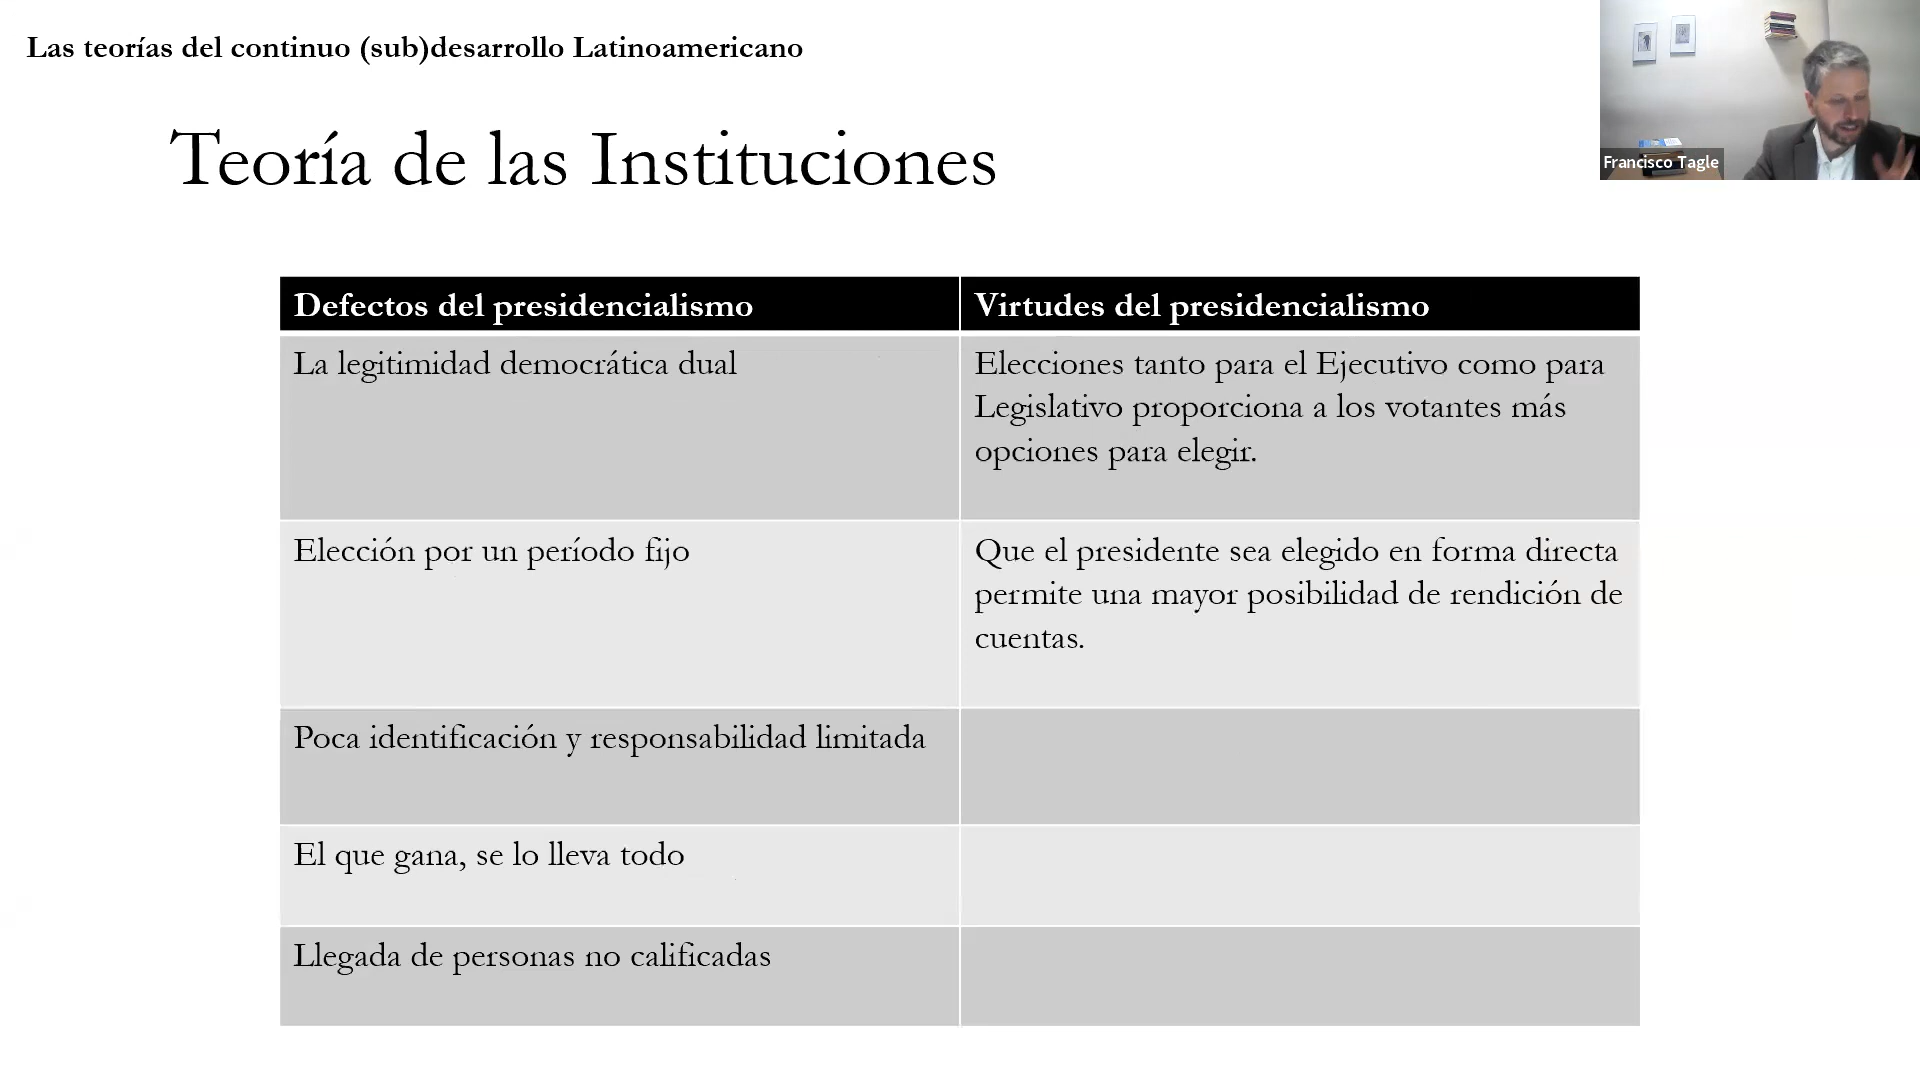 Las teorías del continuo (sub)desarrollo Latinoamericano
Francisco Tagle
Teoría de las Instituciones
Defectos del presidencialismo
Virtudes del presidencialismo
La legitimidad democrática dual
Elecciones tanto para el Ejecutivo como para
Legislativo proporciona a los votantes más
opciones para elegir.
Elección por un período fijo
Que el presidente sea elegido en forma directa
permite una mayor posibilidad de rendición de
cuentas.
Poca identificación y responsabilidad limitada
El que gana, se lo lleva todo
Llegada de personas no calificadas